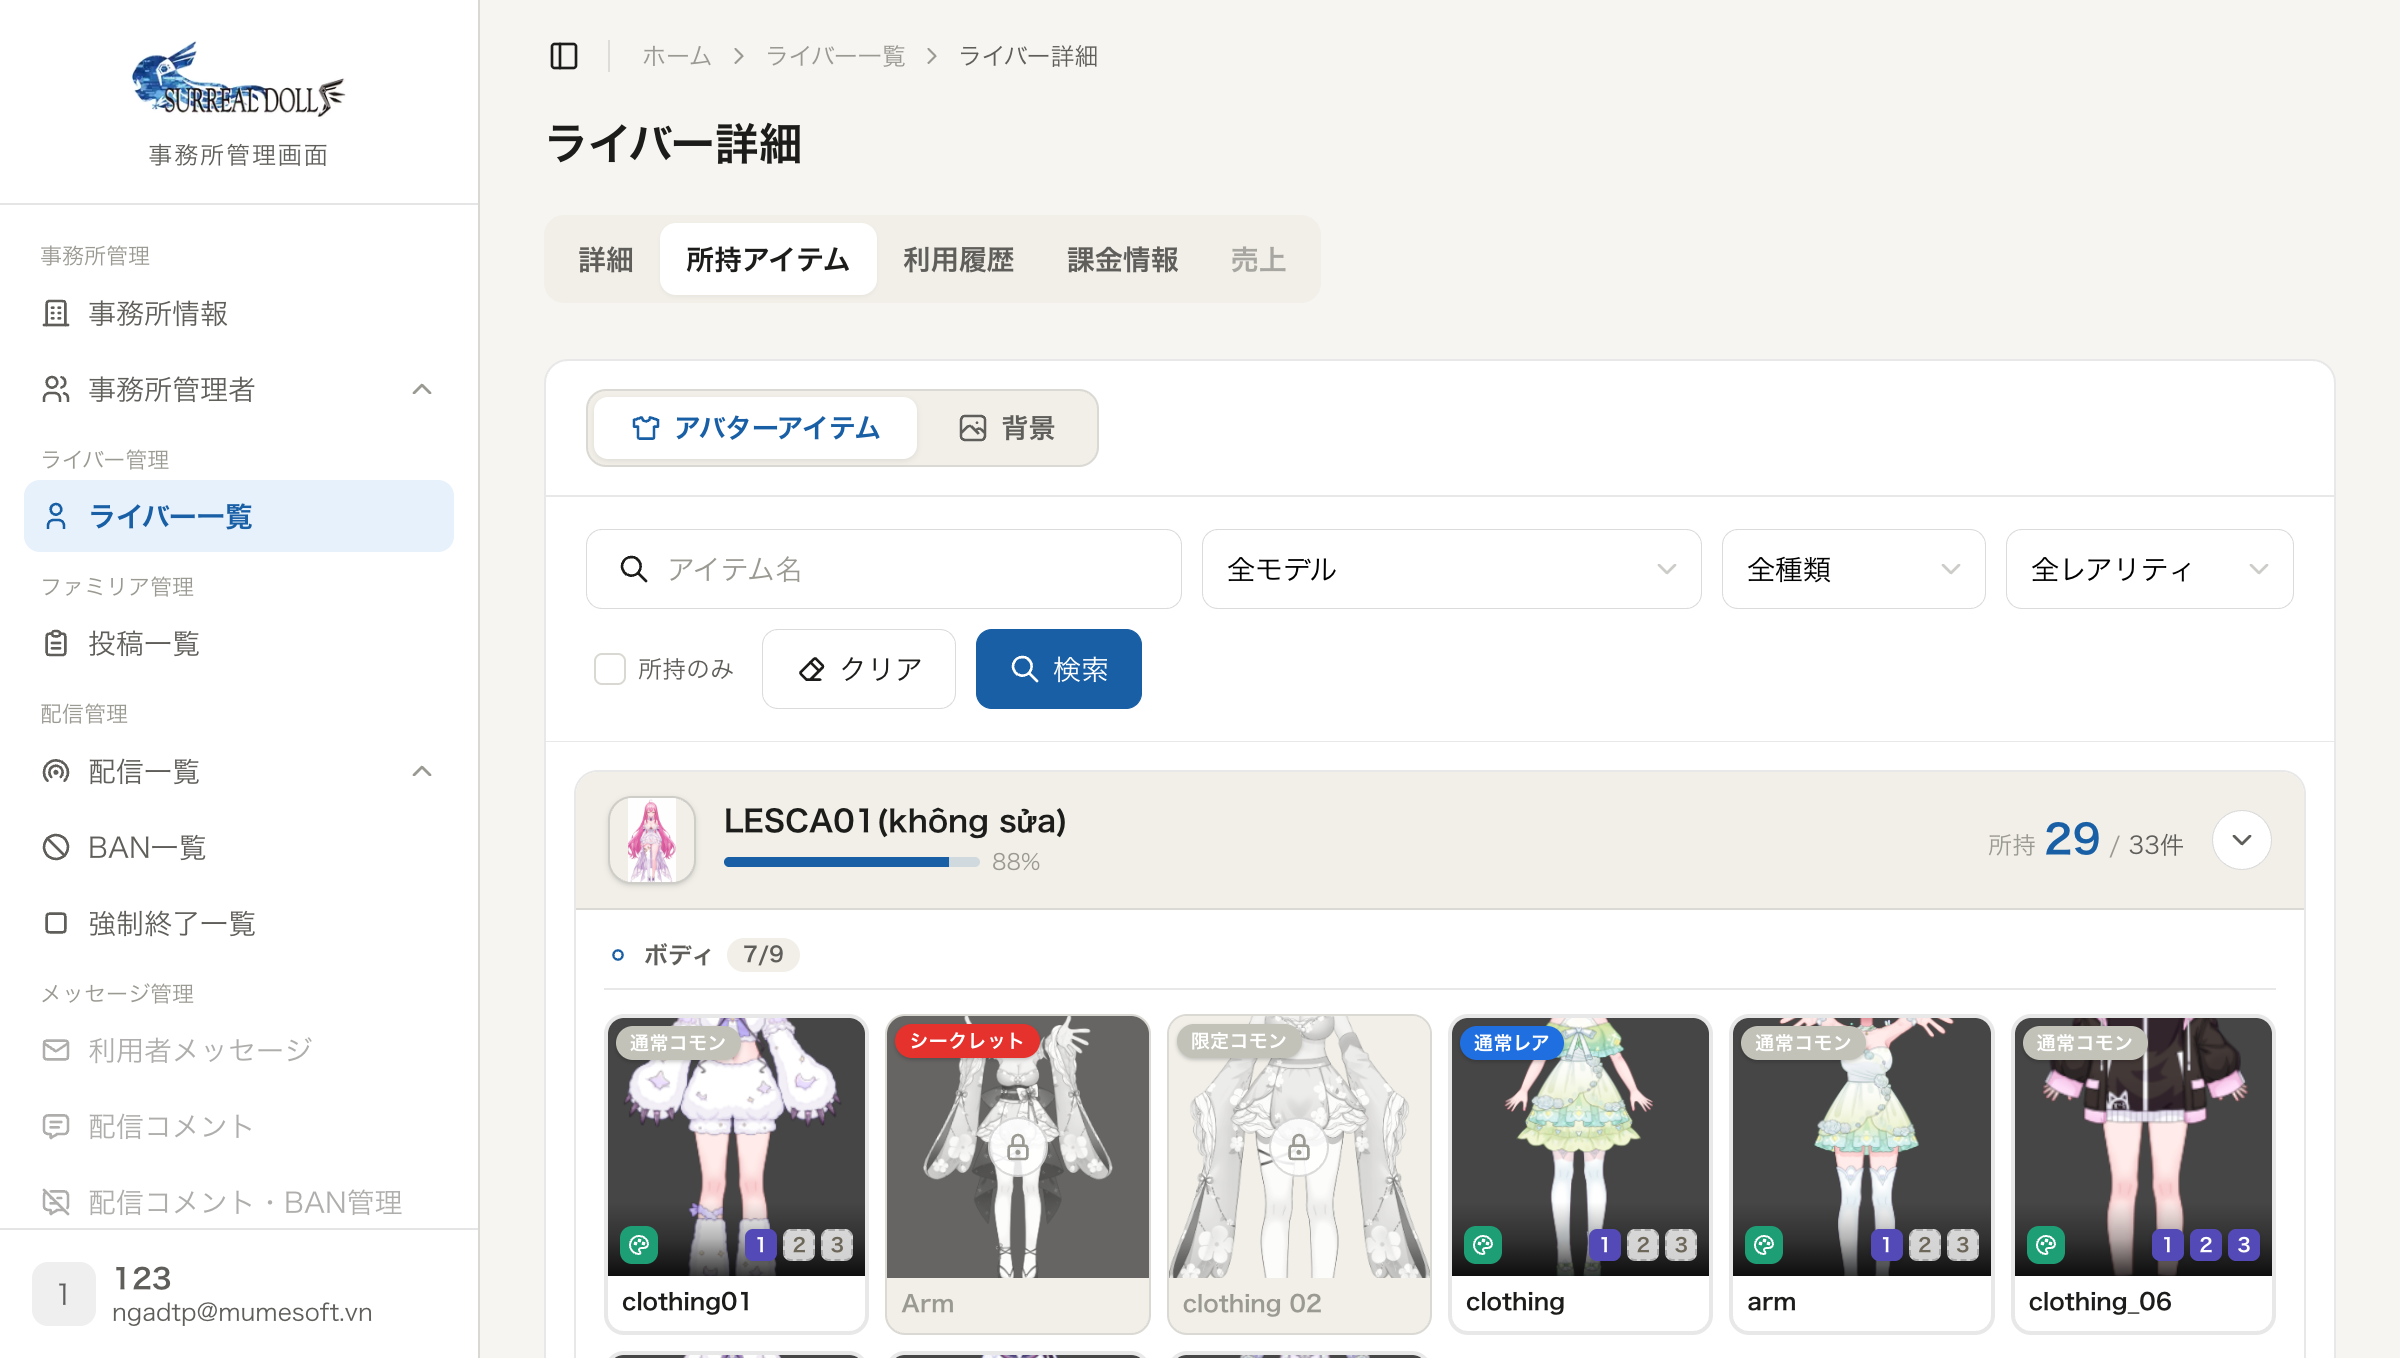 SURREAL DOLL
事務所管理画面
事務所管理
事務所情報
事務所管理者
ライバー管理
ライバー一覧
ファミリア管理
投稿一覧
配信管理
配信一覧
BAN一覧
強制終了一覧
メッセージ管理
利用者メッセージ
配信コメント
配信コメント・BAN管理
1
123
ngadtp@mumesoft.vn
ホーム > ライバー一覧 > ライバー詳細
ライバー詳細
詳細 所持アイテム 利用履歴 課金情報 売上
アバターアイテム 背景
アイテム名 全モデル 全種類 全レアリティ
所持のみ クリア 検索
LESCA01(không sửa)
88%
所持 29 / 33件
ボディ 7/9
通常コモン シークレット 限定コモン 通常レア 通常コモン 通常コモン
1 2 3 1 2 3 1 2 3 1 2 3
clothing01 Arm clothing 02 clothing arm clothing_06